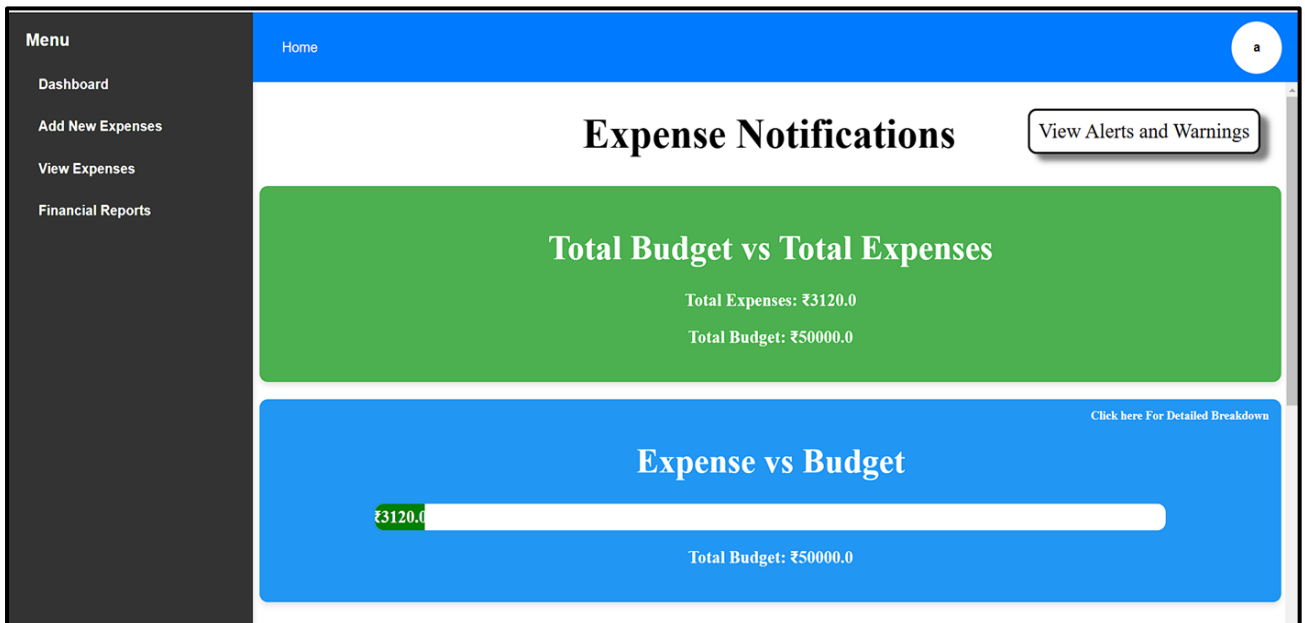 Menu
Dashboard
Add New Expenses
View Expenses
Financial Reports
Home
a
Expense Notifications
View Alerts and Warnings
Total Budget vs Total Expenses
Total Expenses: ₹3120.0
Total Budget: ₹50000.0
Click here For Detailed Breakdown
Expense vs Budget
₹3120.0
Total Budget: ₹50000.0